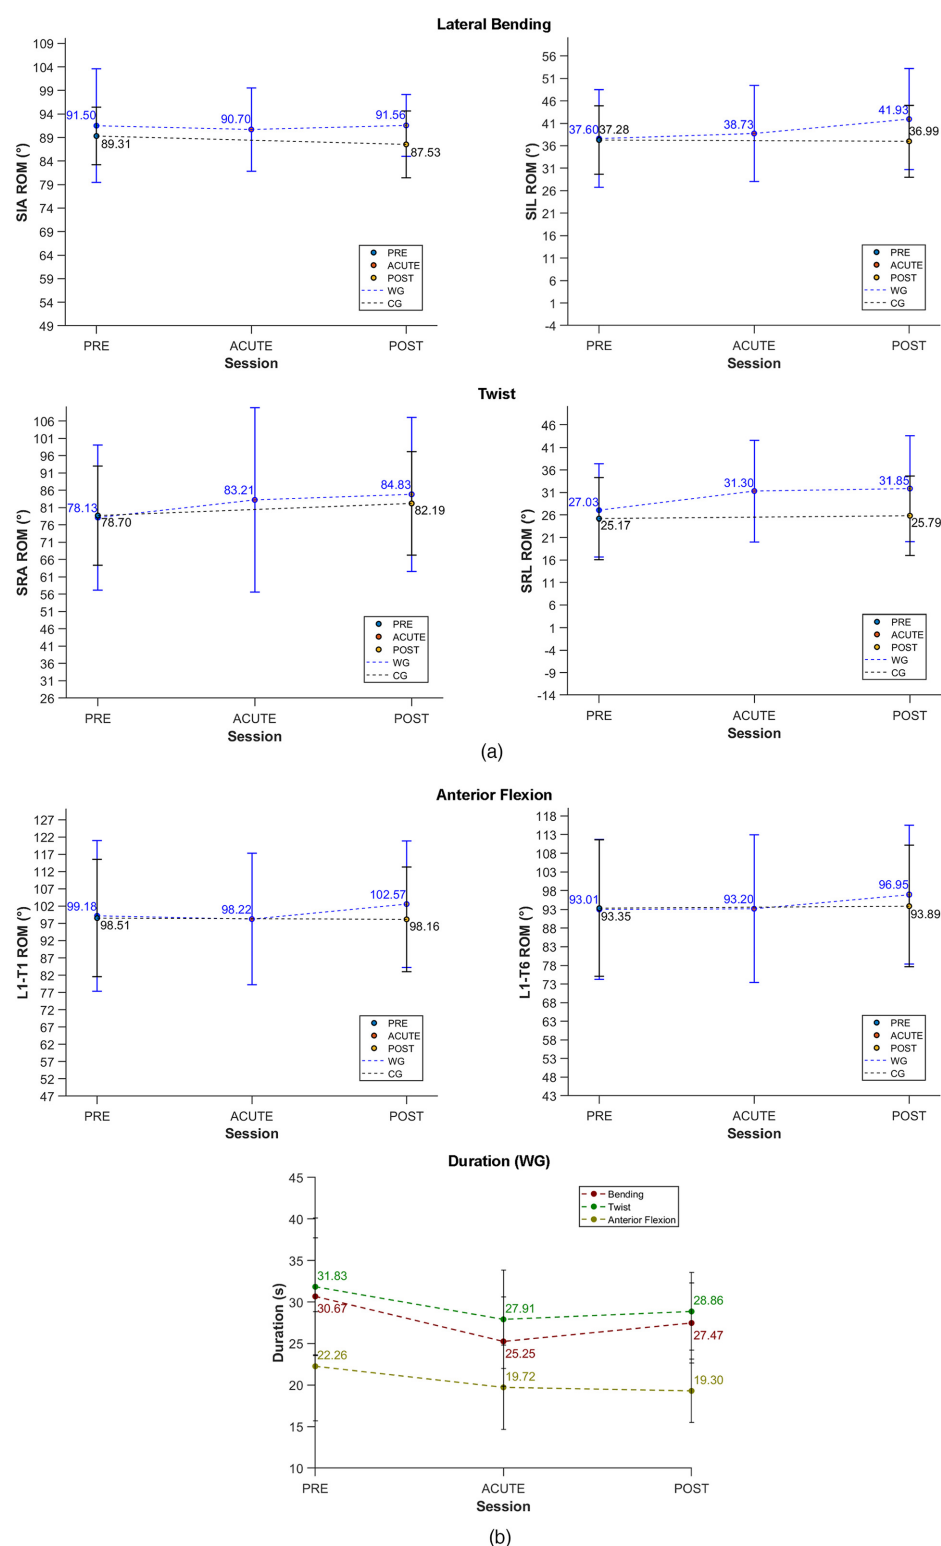 Lateral Bending
109
104
99
94
89
84
79
74
69
64
59
54
49
SIA ROM (°)
91.50
89.31
90.70
91.56
87.53
PRE
ACUTE
POST
WG
CG
PRE
ACUTE
POST
Session
56
51
46
41
36
31
26
21
16
11
6
1
-4
SIL ROM (°)
37.60
37.28
38.73
41.93
36.99
PRE
ACUTE
POST
WG
CG
PRE
ACUTE
POST
Session
Twist
106
101
96
91
86
81
76
71
66
61
56
51
46
41
36
31
26
SRA ROM (°)
78.13
78.70
83.21
84.83
82.19
PRE
ACUTE
POST
WG
CG
PRE
ACUTE
POST
Session
46
41
36
31
26
21
16
11
6
1
-4
-9
-14
SRL ROM (°)
27.03
25.17
31.30
31.85
25.79
PRE
ACUTE
POST
WG
CG
PRE
ACUTE
POST
Session
(a)
Anterior Flexion
127
122
117
112
107
102
97
92
87
82
77
72
67
62
57
52
47
L1-T1 ROM (°)
99.18
98.51
98.22
102.57
98.16
PRE
ACUTE
POST
WG
CG
PRE
ACUTE
POST
Session
118
113
108
103
98
93
88
83
78
73
68
63
58
53
48
43
L1-T6 ROM (°)
93.01
93.35
93.20
96.95
93.89
PRE
ACUTE
POST
WG
CG
PRE
ACUTE
POST
Session
Duration (WG)
45
40
35
30
25
20
15
10
Duration (s)
Bending
Twist
Anterior Flexion
31.83
30.67
22.26
27.91
25.25
19.72
28.86
27.47
19.30
PRE
ACUTE
POST
Session
(b)